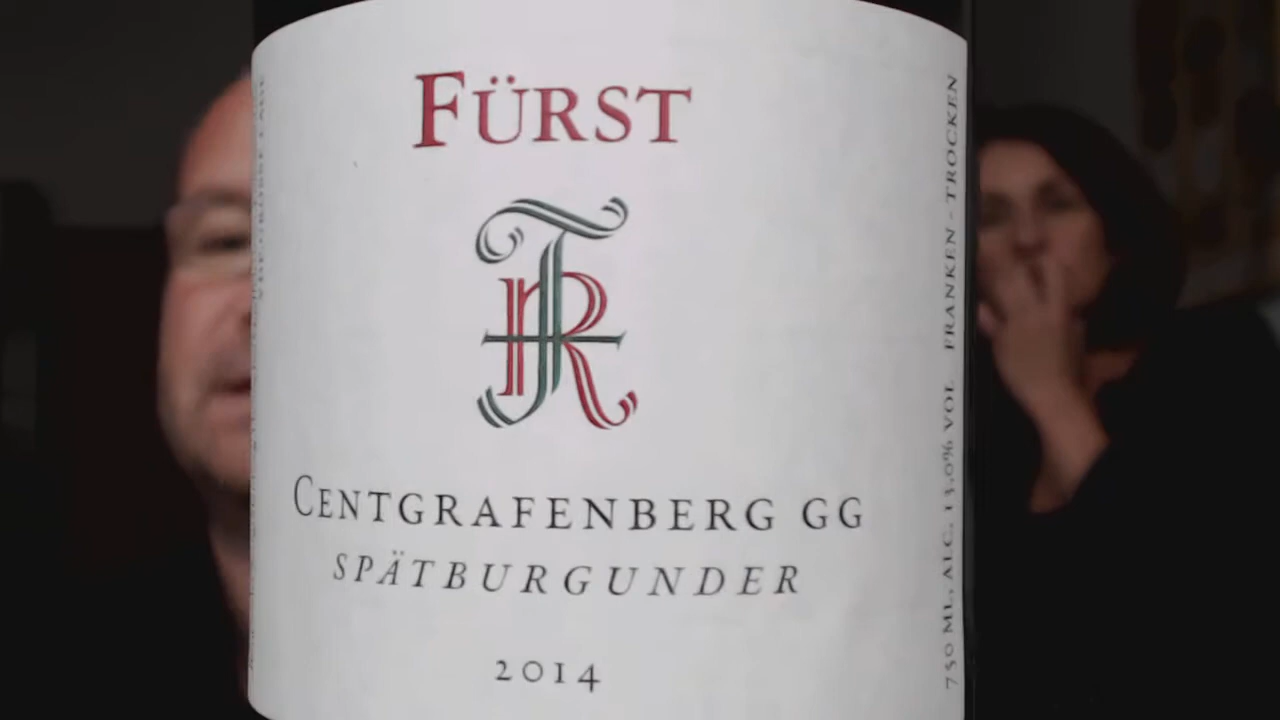 FÜRST
CENTGRAFENBERG GG
SPÄTBURGUNDER
2014
750 ML, ALC. 13.0% VOL FRANKEN - TROCKEN